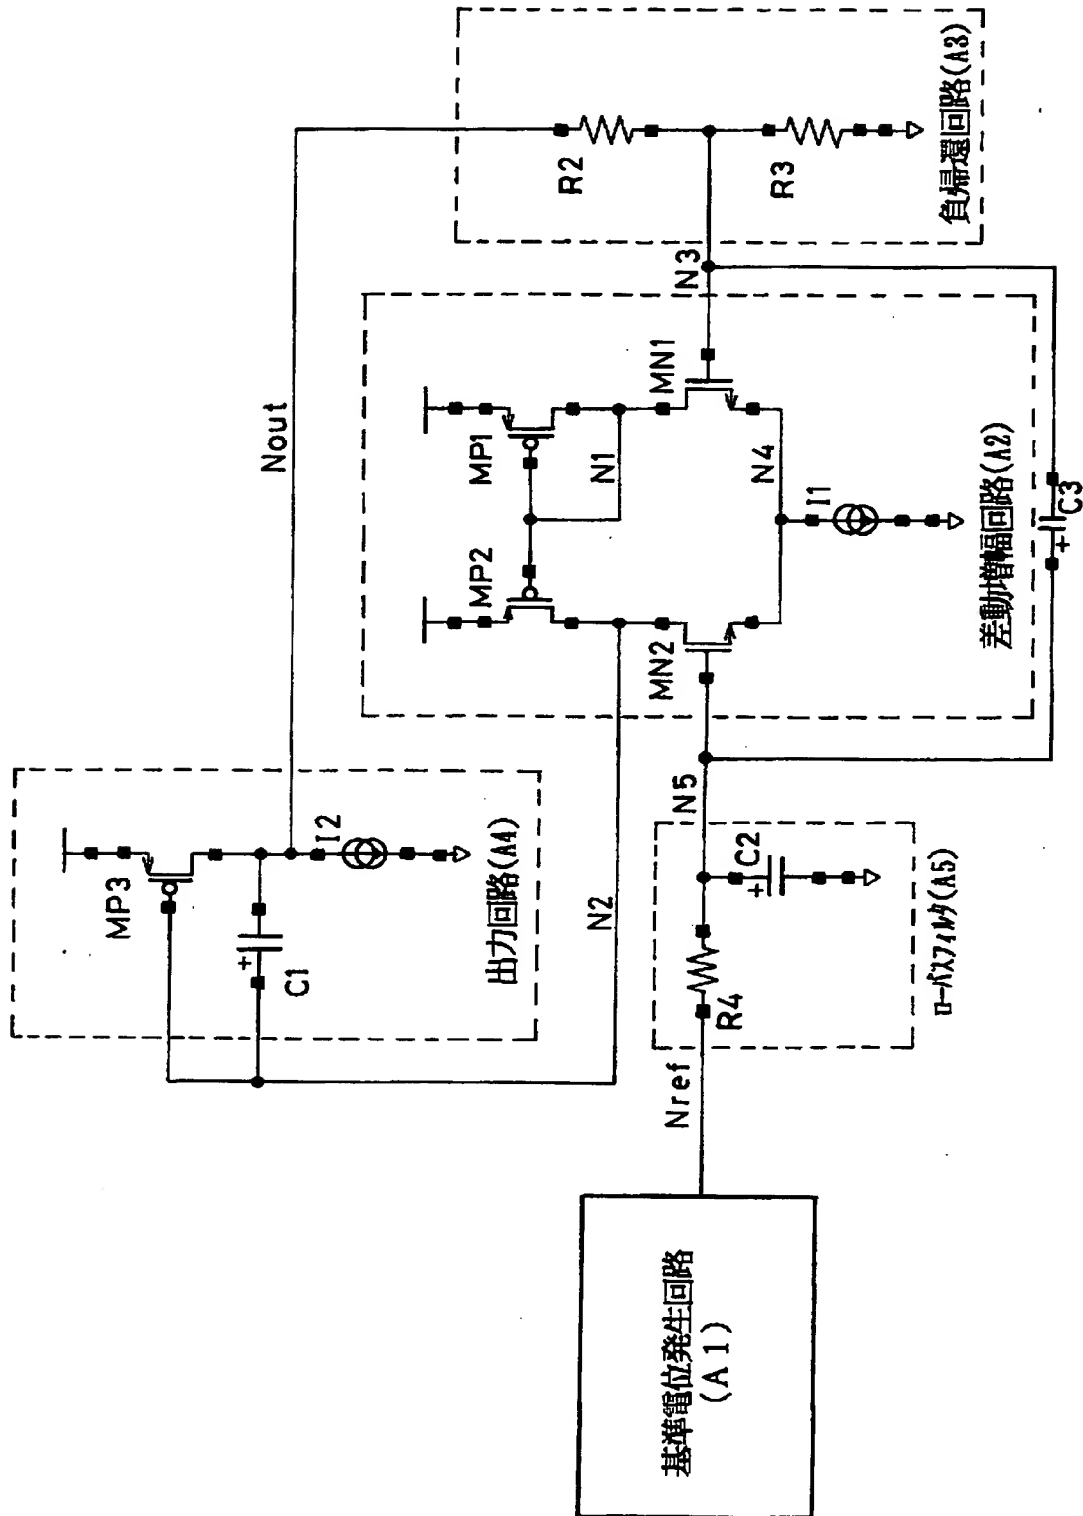 負帰還回路(A3)
R2
R3
N3
Nout
MP1
MP2
N1
MN1
MN2
N4
I1
差動増幅回路(A2)
C3
+
MP3
I2
+
C1
出力回路(A4)
N2
N5
C2
+
R4
ローパスフィルタ(A5)
Nref
基準電位発生回路
(A1)